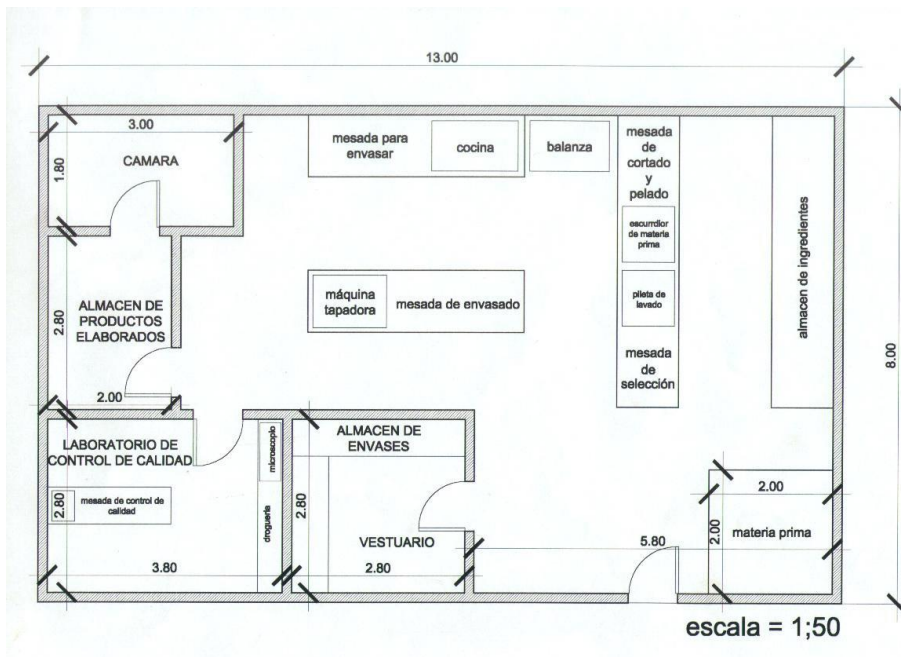 13.00
3.00
CAMARA
1.80
mesada para
envasar
cocina
balanza
mesada
de
cortado
y
pelado
escurrdior
de materia
prima
pileta de
lavado
mesada
de
selección
almacen de ingredientes
8.00
ALMACEN DE
PRODUCTOS
ELABORADOS
2.80
2.00
máquina
tapadora
mesada de envasado
LABORATORIO DE
CONTROL DE CALIDAD
microscopio
2.80
mesada de control de
calidad
drogueria
3.80
ALMACEN DE
ENVASES
2.80
VESTUARIO
2.80
5.80
2.00
2.00
materia prima
escala = 1;50